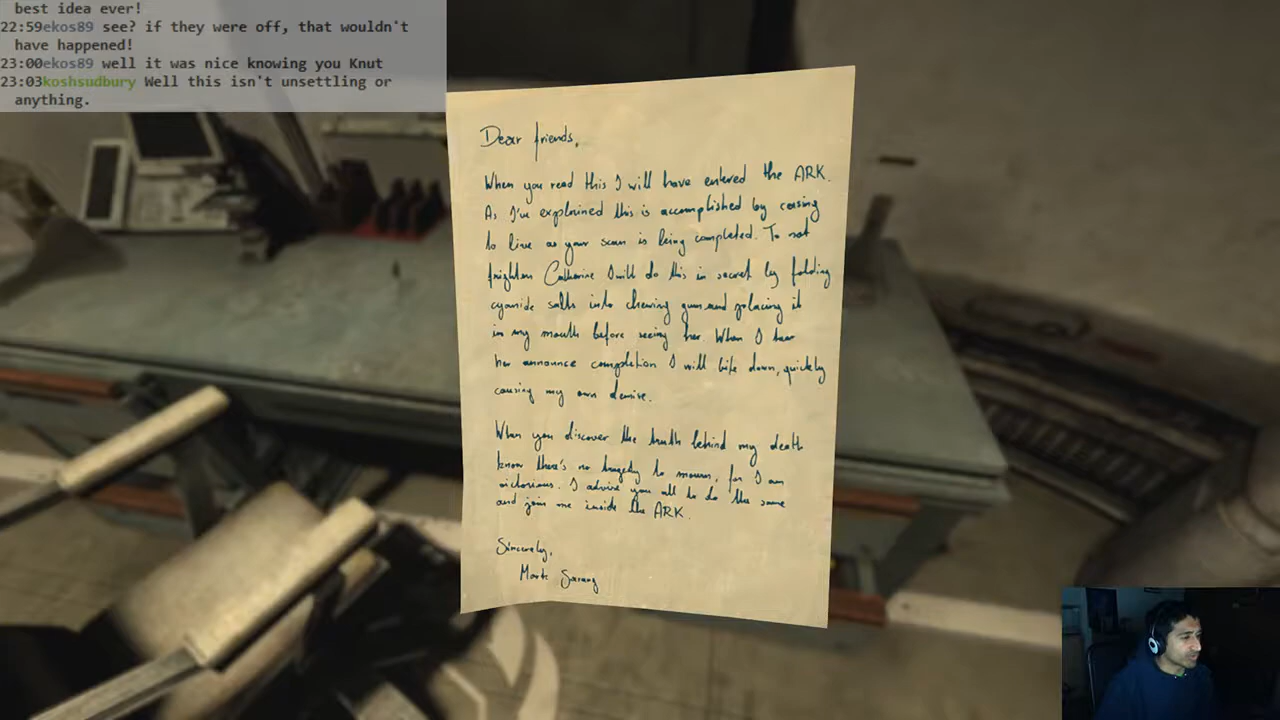 best idea ever!
22:59ekos89 see? if they were off, that wouldn't
have happened!
23:00ekos89 well it was nice knowing you Knut
23:03koshsudbury Well this isn't unsettling or
anything.
Dear friends,
When you read this I will have entered the ARK.
As I've explained this is accomplished by ceasing
to live as your scan is being completed. To not
frighten Catherine I will do this in secret by folding
cyanide salts into chewing gum and placing it
in my mouth before seeing her. When I hear
her announce completion I will bite down, quickly
causing my own demise.
When you discover the truth behind my death
know there's no tragedy to mourn, for I am
victorious. I advise you all to do the same
and join me inside the ARK.
Sincerely,
Mark Sarang